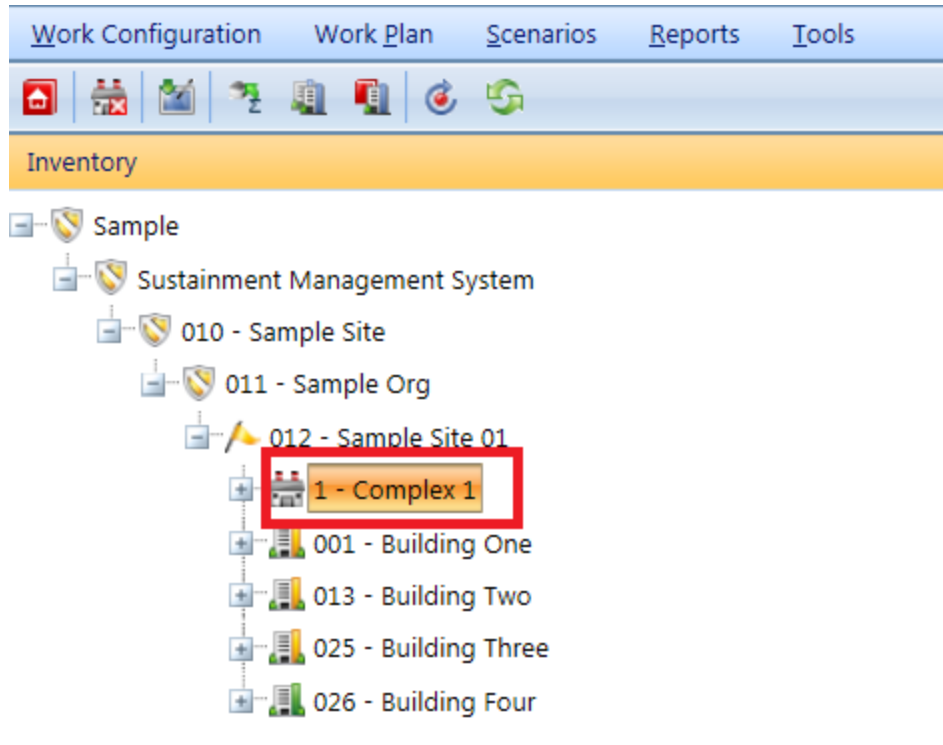 Work Configuration Work Plan Scenarios Reports Tools
Inventory
Sample
Sustainment Management System
010 - Sample Site
011 - Sample Org
012 - Sample Site 01
1 - Complex 1
001 - Building One
013 - Building Two
025 - Building Three
026 - Building Four